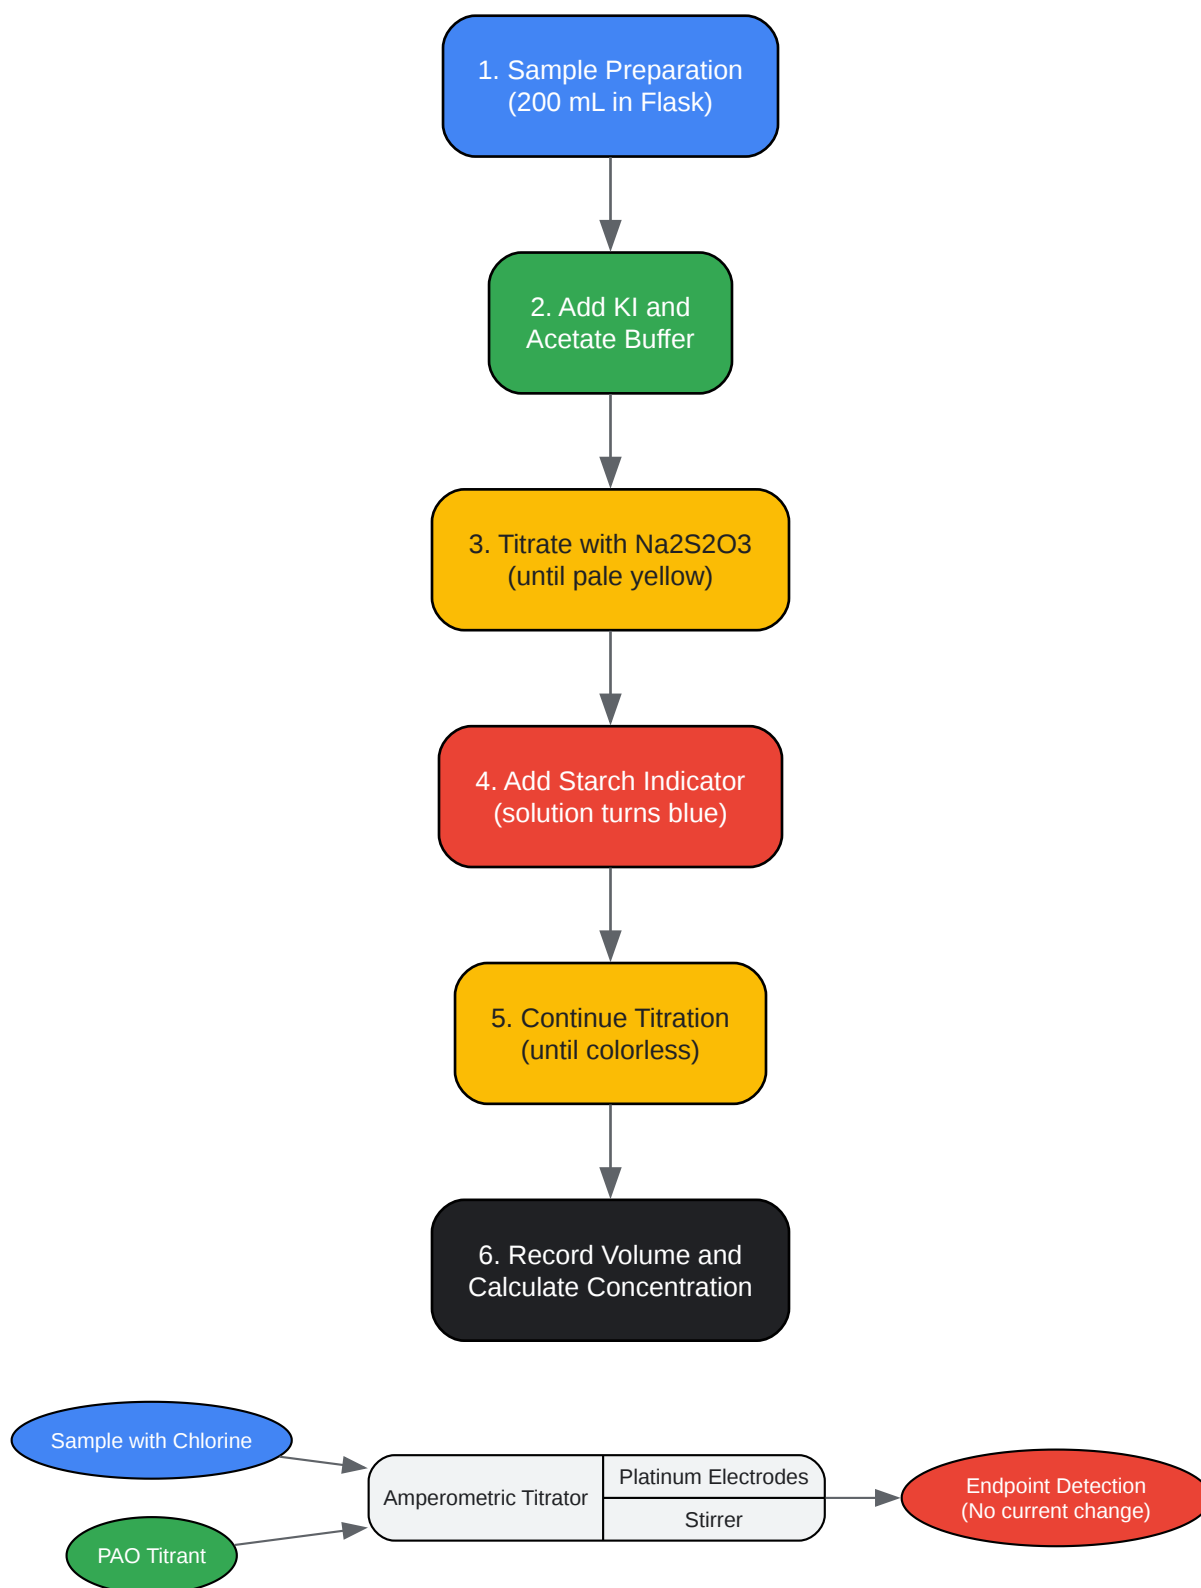 1. Sample Preparation
(200 mL in Flask)
2. Add KI and
Acetate Buffer
3. Titrate with Na2S2O3
(until pale yellow)
4. Add Starch Indicator
(solution turns blue)
5. Continue Titration
(until colorless)
6. Record Volume and
Calculate Concentration
Sample with Chlorine
PAO Titrant
Amperometric Titrator
Platinum Electrodes
Stirrer
Endpoint Detection
(No current change)